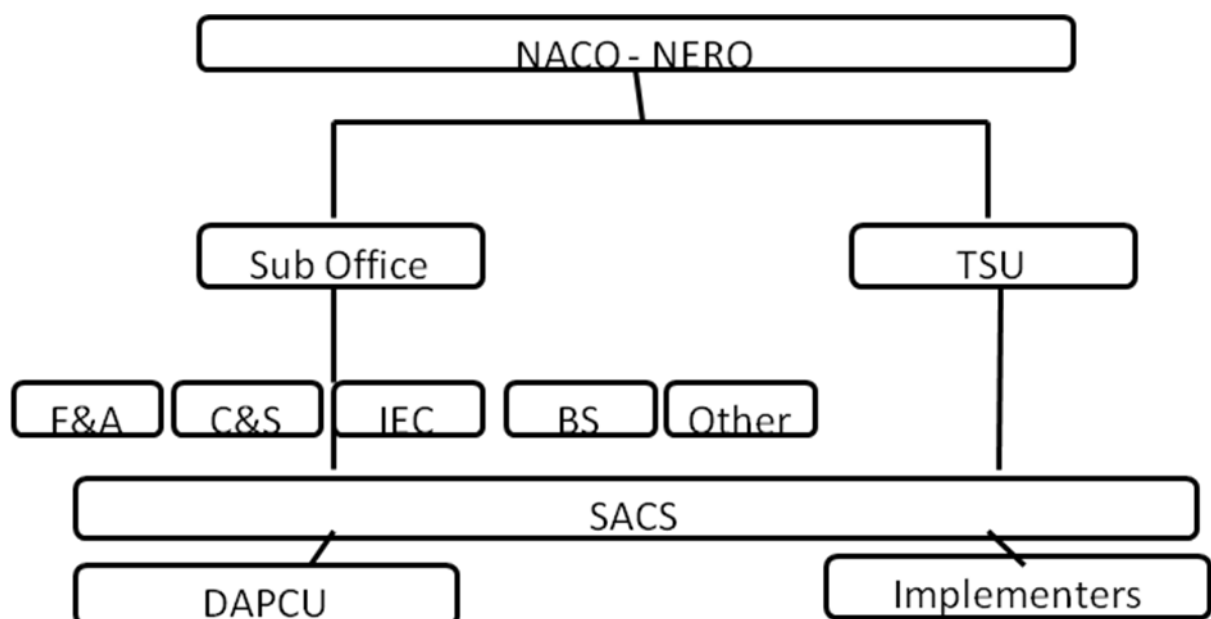 NACO - NERO
Sub Office
TSU
F&A
C&S
IEC
BS
Other
SACS
DAPCU
Implementers